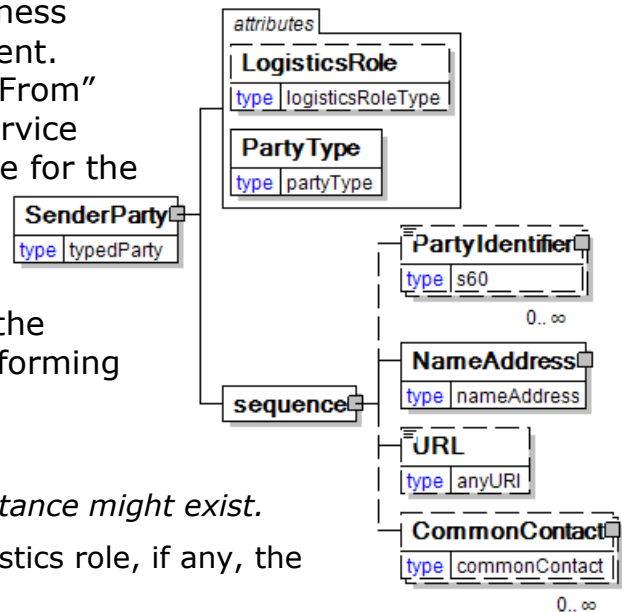 ness
ent.
From”
rvice
e for the
the
forming
tance might exist.
stics role, if any, the
attributes
LogisticsRole
type logisticsRoleType
PartyType
type partyType
SenderParty
type typedParty
sequence
PartyIdentifier
type s60
0.. ∞
NameAddress
type nameAddress
URL
type anyURI
CommonContact
type commonContact
0.. ∞